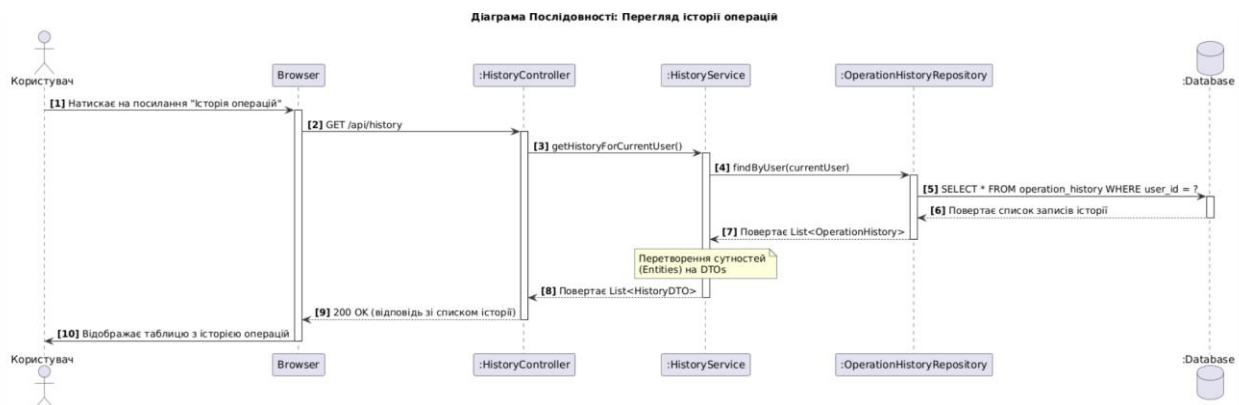 Діаграма Послідовності: Перегляд історії операцій
Користувач
Browser
:HistoryController
:HistoryService
:OperationHistoryRepository
:Database
[1] Натискає на посилання "Історія операцій"
[2] GET /api/history
[3] getHistoryForCurrentUser()
[4] findByUser(currentUser)
[5] SELECT * FROM operation_history WHERE user_id = ?
[6] Повертає список записів історії
[7] Повертає List<OperationHistory>
Перетворення сутностей
(Entities) на DTOs
[8] Повертає List<HistoryDTO>
[9] 200 OK (відповідь зі списком історії)
[10] Відображає таблицю з історією операцій
Користувач
Browser
:HistoryController
:HistoryService
:OperationHistoryRepository
:Database